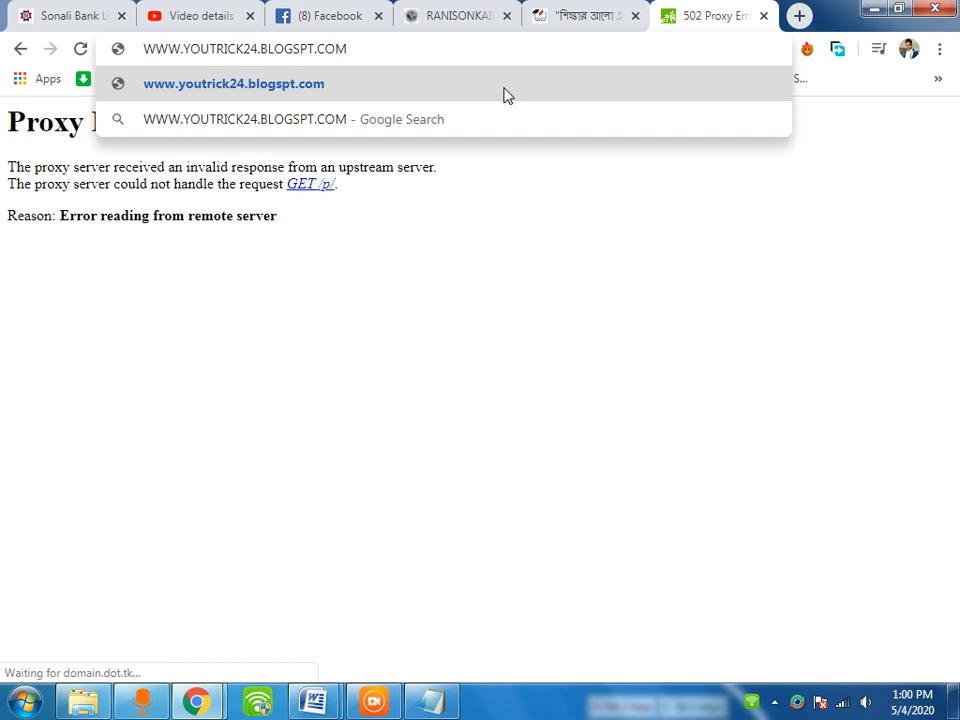 Sonali Bank Li
Video details
(8) Facebook
RANISONKAI
"শিক্ষার আলো
502 Proxy Erro
WWW.YOUTRICK24.BLOGSPT.COM
Apps
S...
»
www.youtrick24.blogspt.com
WWW.YOUTRICK24.BLOGSPT.COM - Google Search
Proxy
The proxy server received an invalid response from an upstream server.
The proxy server could not handle the request GET /p/.
Reason: Error reading from remote server
Waiting for domain.dot.tk...
1:00 PM
5/4/2020